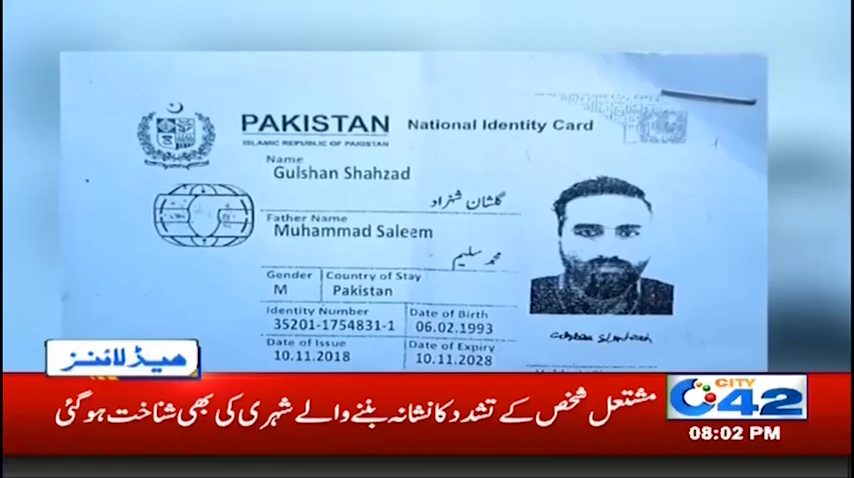 PAKISTAN National Identity Card
ISLAMIC REPUBLIC OF PAKISTAN
Name
Gulshan Shahzad
گلشان شہزاد
Father Name
Muhammad Saleem
محمد سلیم
Gender Country of Stay
M Pakistan
Identity Number Date of Birth
35201-1754831-1 06.02.1993
Date of Issue Date of Expiry
10.11.2018 10.11.2028
ہیڈلائنز
مشتعل شخص کے تشدد کا نشانہ بننے والے شہری کی بھی شناخت ہوگئی
CITY
42
08:02 PM